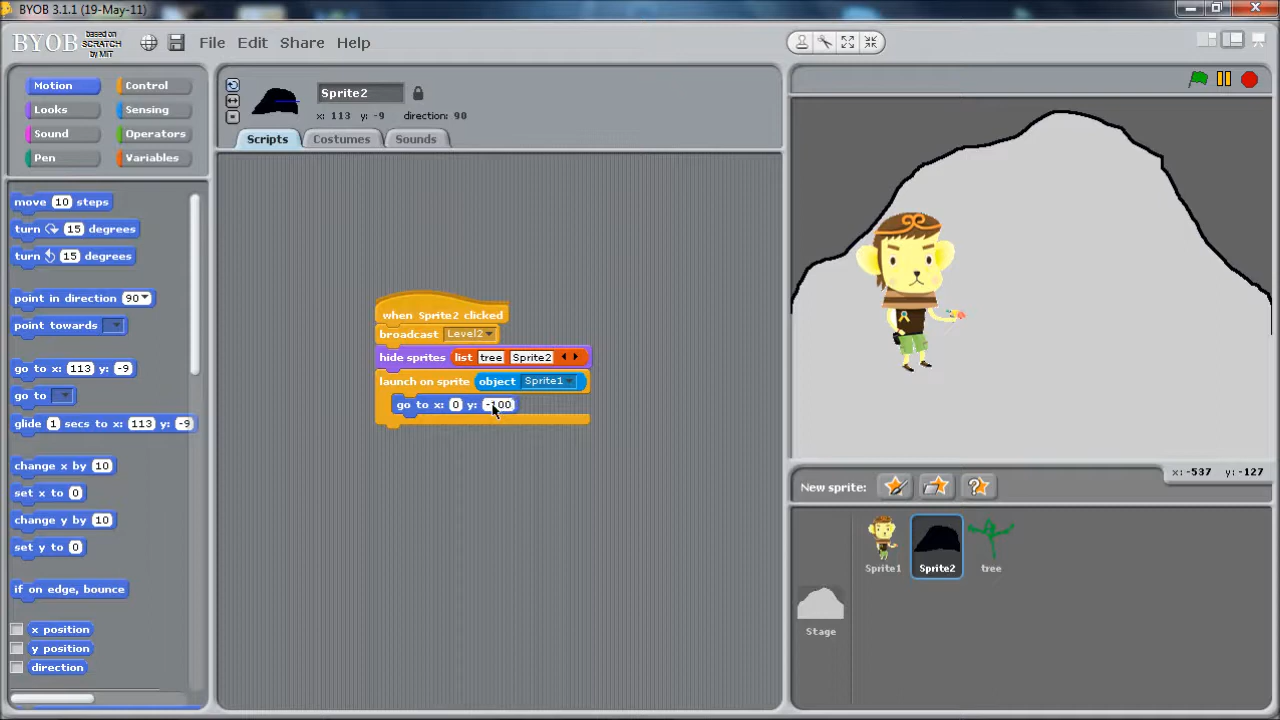 BYOB 3.1.1 (19-May-11)
BYOB based on SCRATCH by MIT File Edit Share Help
Motion Control
Looks Sensing
Sound Operators
Pen Variables
Sprite2
x: 113 y: -9 direction: 90
Scripts Costumes Sounds
move 10 steps
turn 15 degrees
turn 15 degrees
point in direction 90
point towards
go to x: 113 y: -9
go to
glide 1 secs to x: 113 y: -9
change x by 10
set x to 0
change y by 10
set y to 0
if on edge, bounce
x position
y position
direction
when Sprite2 clicked
broadcast Level2
hide sprites list tree Sprite2
launch on sprite object Sprite1
go to x: 0 y: -100
x: -537 y: -127
New sprite:
Sprite1 Sprite2 tree
Stage